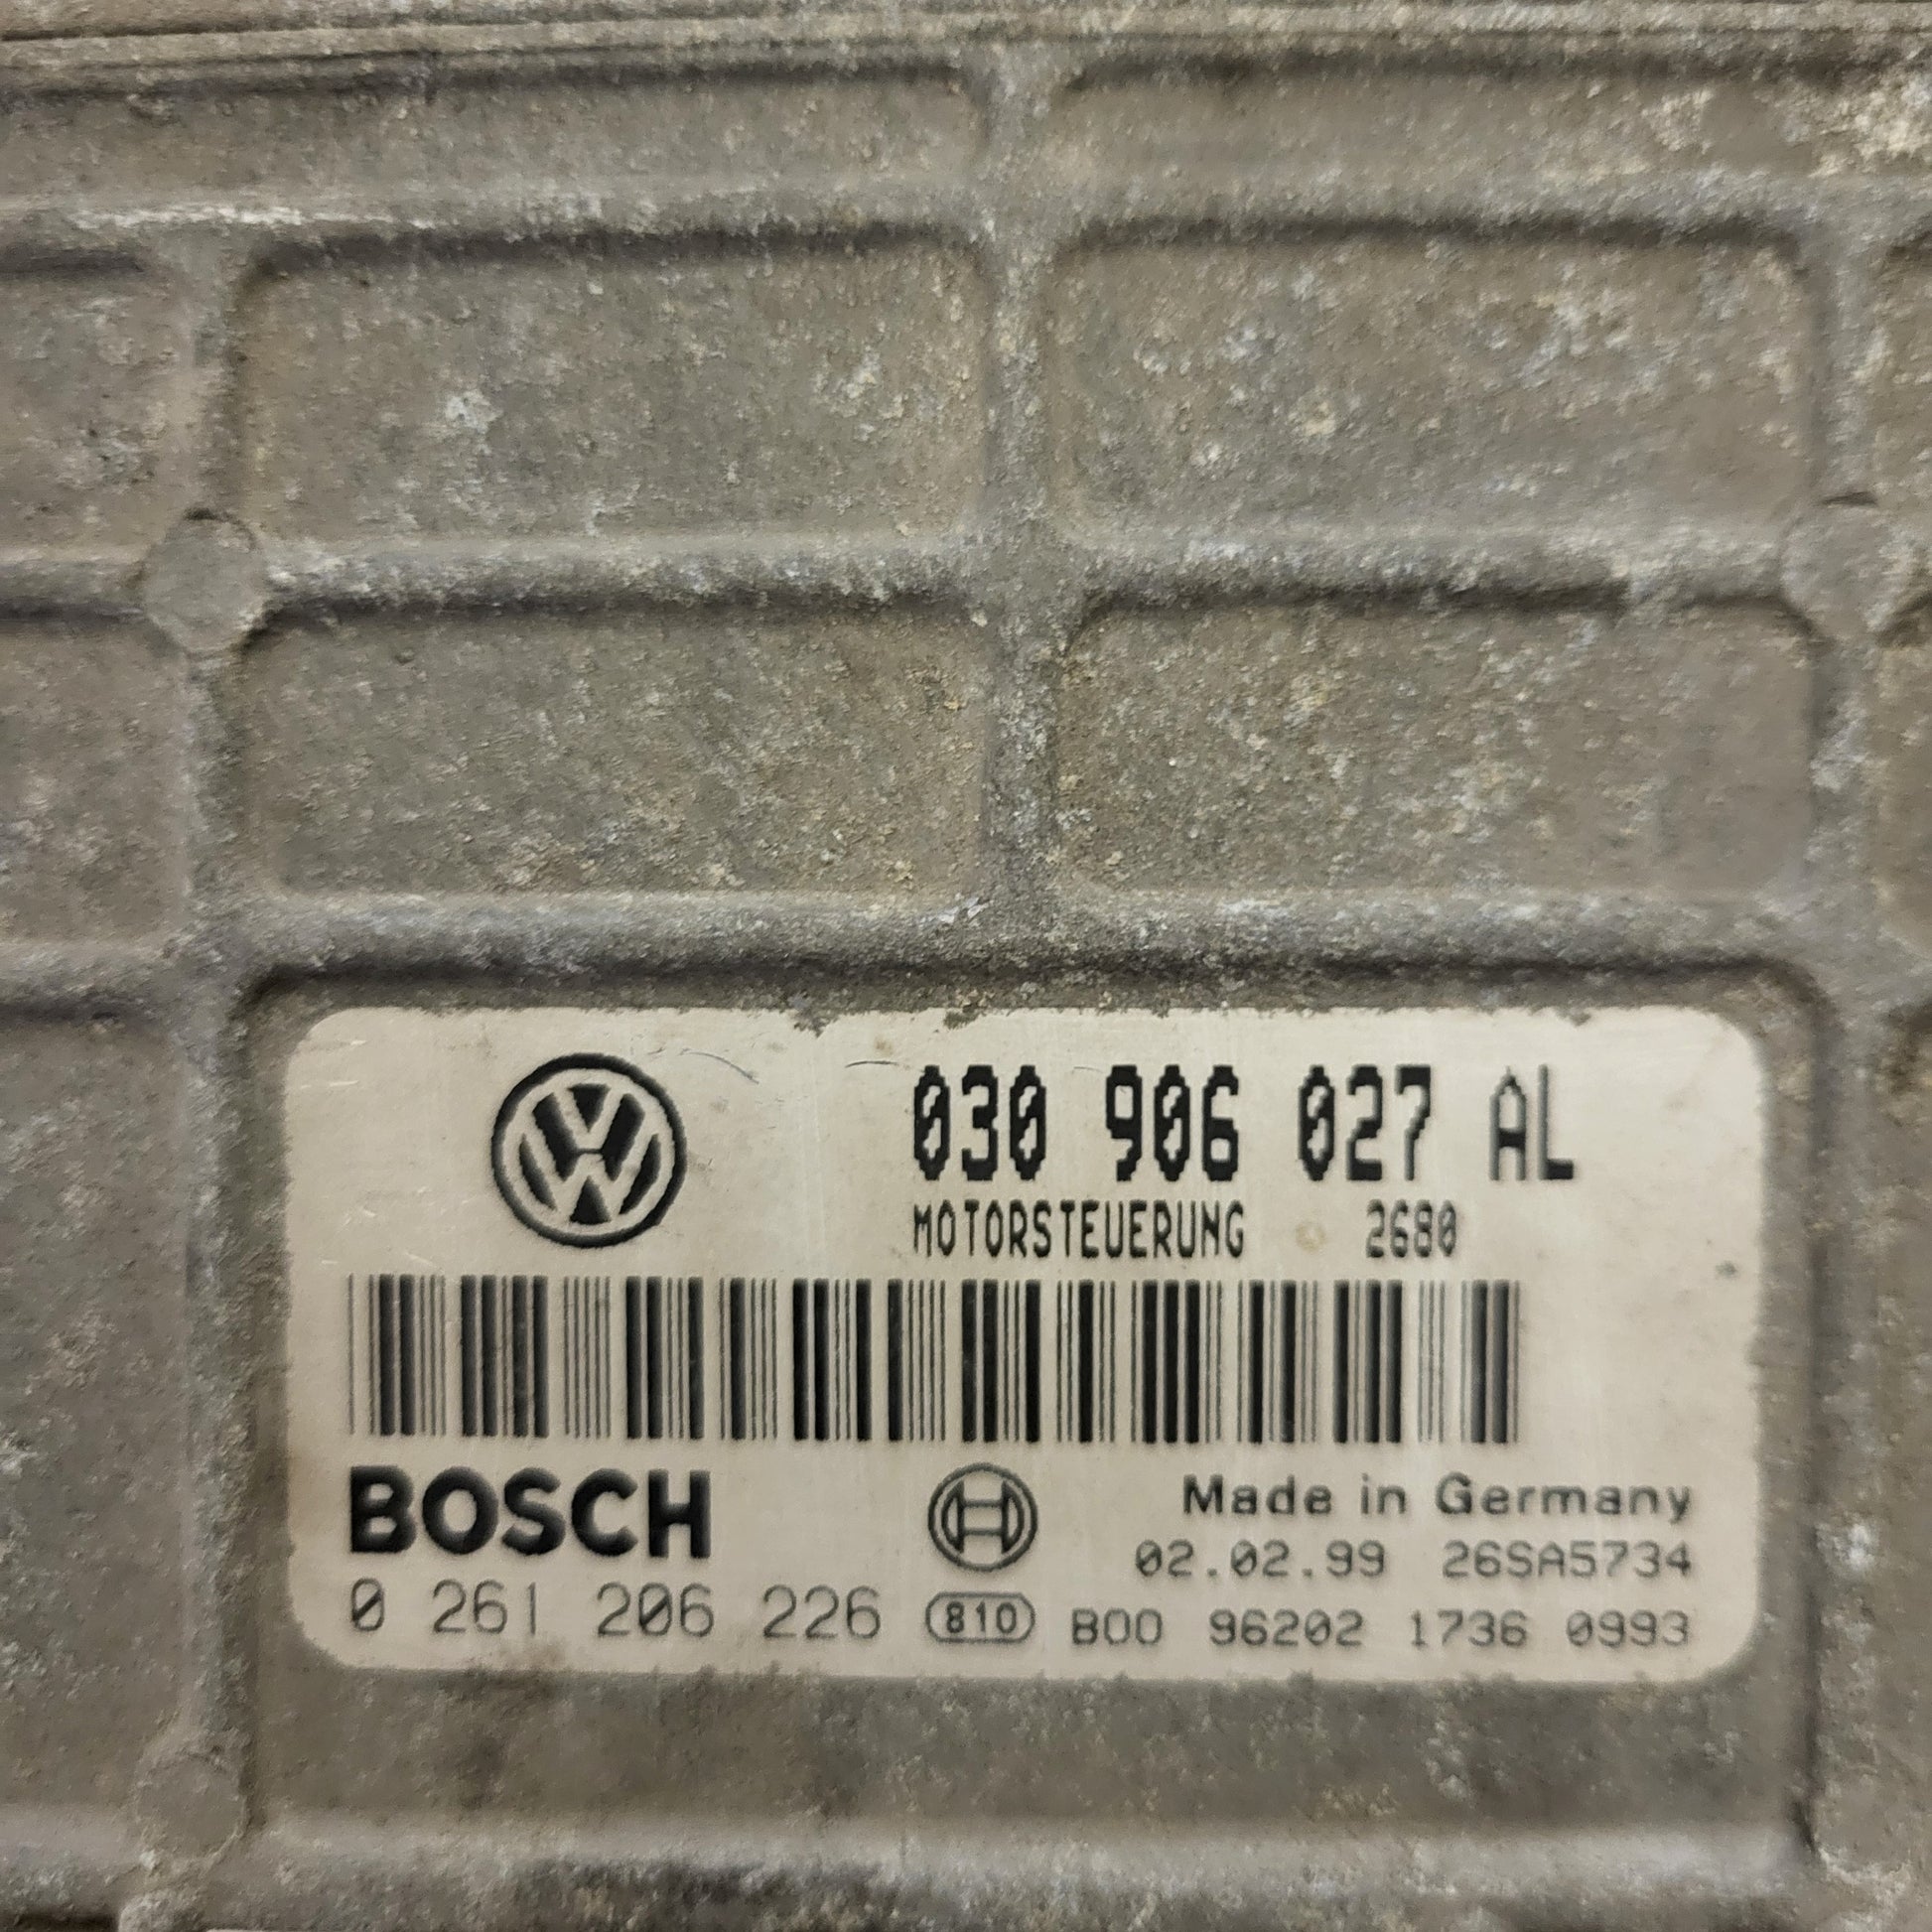 030 906 027 AL
MOTORSTEUERUNG 2680
BOSCH
Made in Germany
02.02.99 26SA5734
0 261 206 226 810 B00 96202 1736 0993